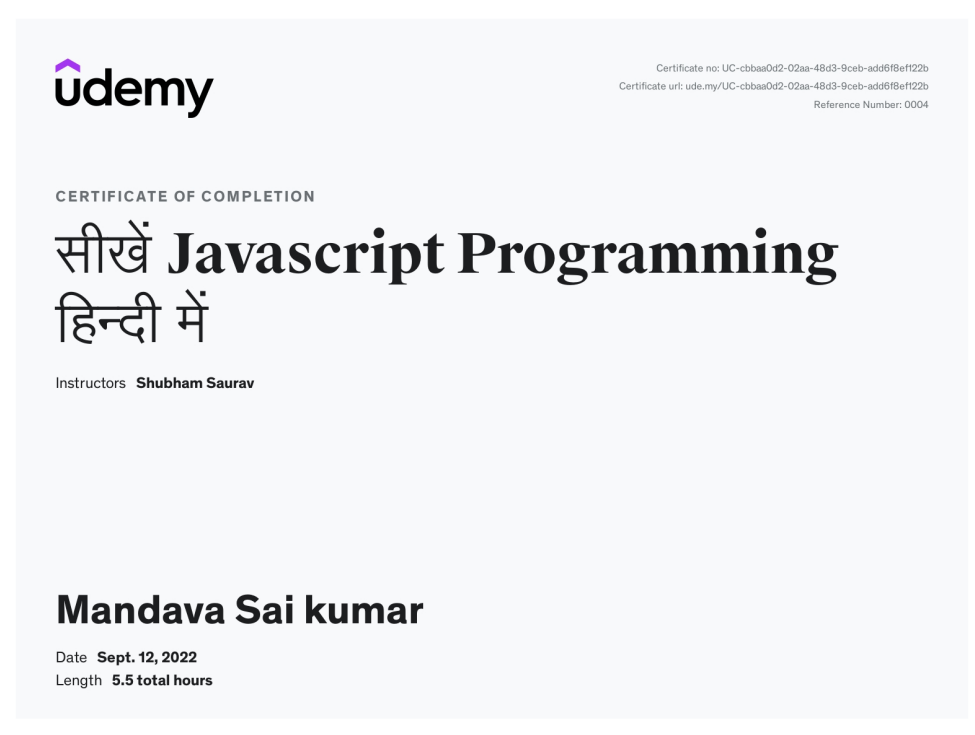 udemy
Certificate no: UC-cbbaa0d2-02aa-48d3-9ceb-add6f8ef122b
Certificate url: ude.my/UC-cbbaa0d2-02aa-48d3-9ceb-add6f8ef122b
Reference Number: 0004
CERTIFICATE OF COMPLETION
सीखें Javascript Programming
हिन्दी में
Instructors Shubham Saurav
Mandava Sai kumar
Date Sept. 12, 2022
Length 5.5 total hours